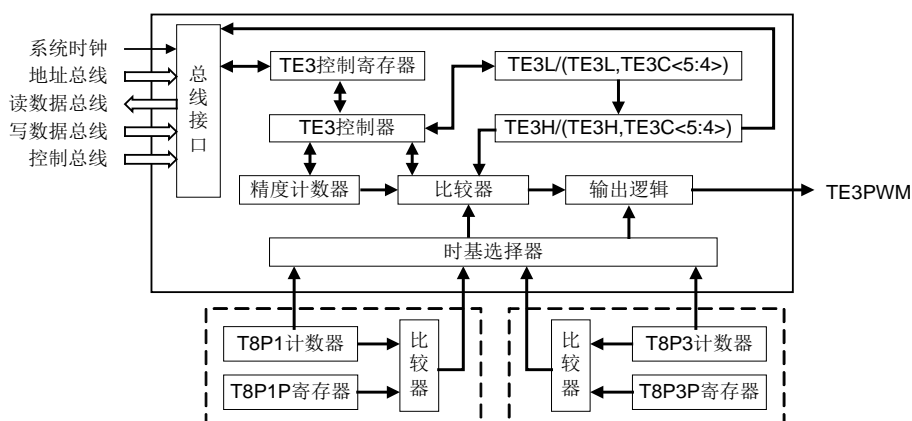 系统时钟
地址总线
读数据总线
写数据总线
控制总线
总线接口
TE3控制寄存器
TE3L/(TE3L,TE3C<5:4>)
TE3控制器
TE3H/(TE3H,TE3C<5:4>)
精度计数器
比较器
输出逻辑
TE3PWM
时基选择器
T8P1计数器
T8P1P寄存器
比较器
比较器
T8P3计数器
T8P3P寄存器